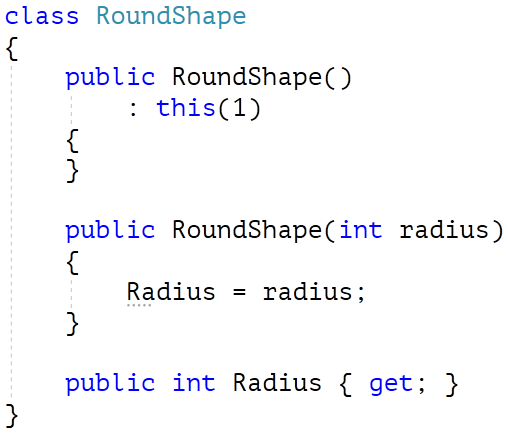 class RoundShape
{
    public RoundShape()
        : this(1)
    {
    }

    public RoundShape(int radius)
    {
        Radius = radius;
    }

    public int Radius { get; }
}